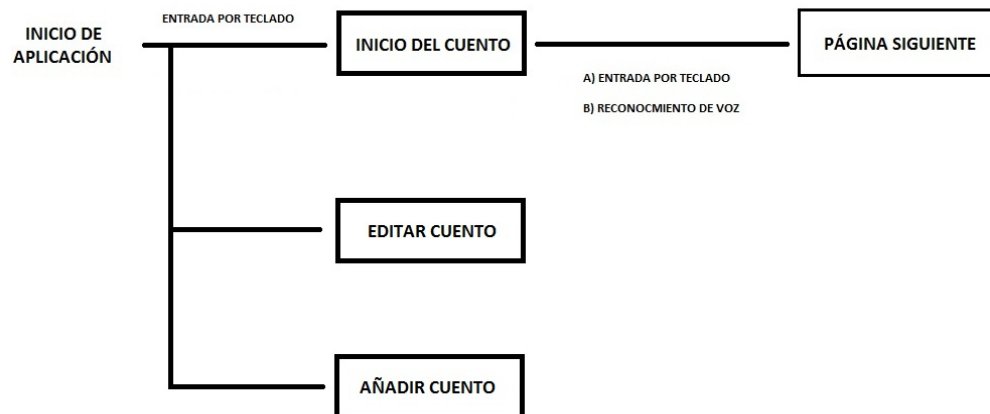 ENTRADA POR TECLADO
INICIO DE
APLICACIÓN
INICIO DEL CUENTO
PÁGINA SIGUIENTE
A) ENTRADA POR TECLADO
B) RECONOCMIENTO DE VOZ
EDITAR CUENTO
AÑADIR CUENTO